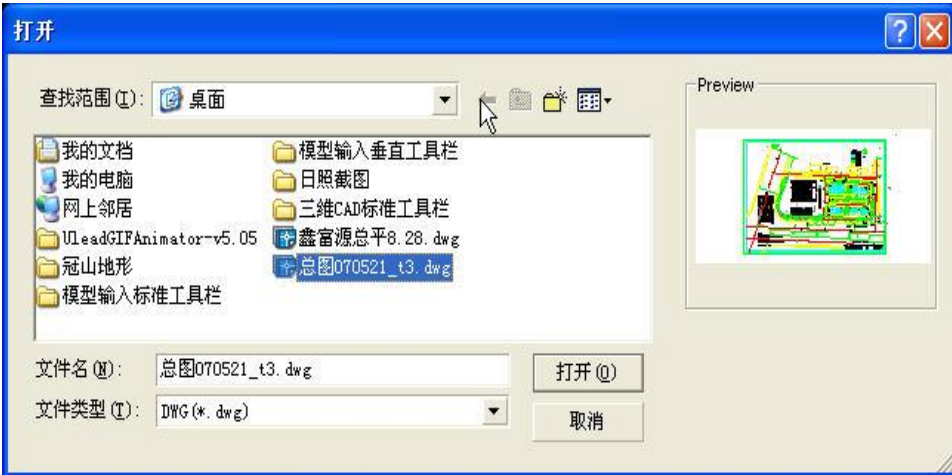 打开
查找范围(I): 桌面
Preview
我的文档
我的电脑
网上邻居
UleadGIFAnimator-v5.05
冠山地形
模型输入标准工具栏
模型输入垂直工具栏
日照截图
三维CAD标准工具栏
鑫富源总平8.28.dwg
总图070521_t3.dwg
文件名(N): 总图070521_t3.dwg
打开(O)
文件类型(T): DWG(*.dwg)
取消